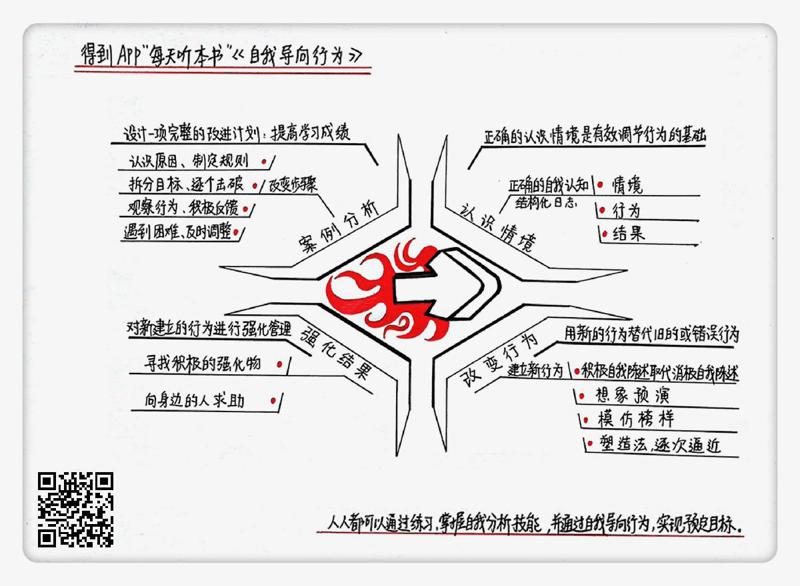 得到App"每天听本书"《自我导向行为》
设计一项完整的改进计划：提高学习成绩
认识原因、制定规则
拆分目标、逐个击破
改变步骤
观察行为、积极反馈
遇到困难、及时调整
案例分析
正确的认识情境是有效调节行为的基础
正确的自我认知
结构化日志
情境
行为
结果
认识情境
对新建立的行为进行强化管理
寻找积极的强化物
向身边的人求助
强化结果
用新的行为替代旧的或错误行为
建立新行为
积极自我陈述取代消极自我陈述
想象预演
模仿榜样
塑造法,逐次逼近
改变行为
人人都可以通过练习,掌握自我分析技能,并通过自我导向行为,实现预定目标.